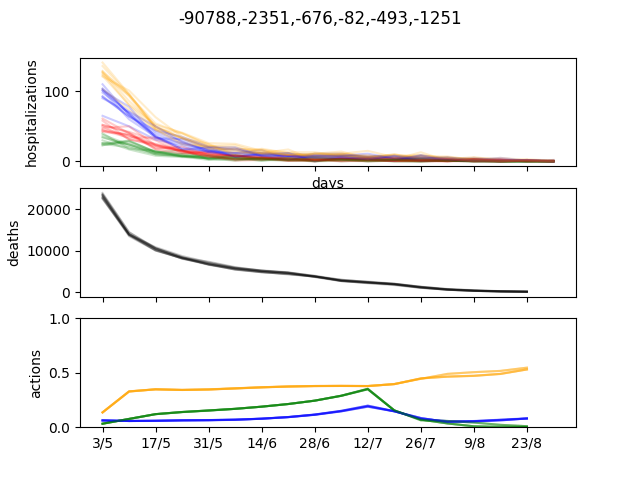 -90788,-2351,-676,-82,-493,-1251
hospitalizations
100
0
days
deaths
20000
10000
0
actions
1.0
0.5
0.0
3/5 17/5 31/5 14/6 28/6 12/7 26/7 9/8 23/8